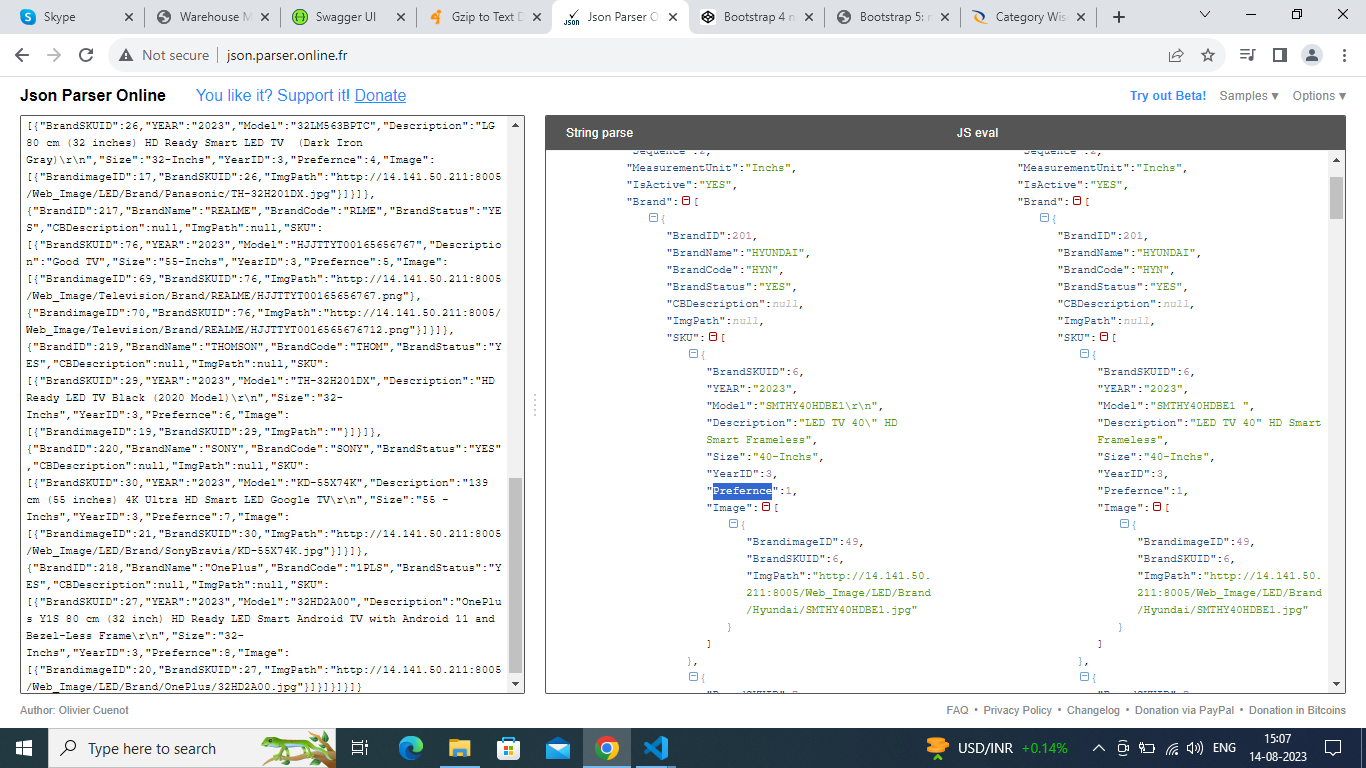 Skype
Warehouse M
Swagger UI
Gzip to Text D
Json Parser O
Bootstrap 4 n
Bootstrap 5: n
Category Wis
Not secure
json.parser.online.fr
Json Parser Online
You like it? Support it! Donate
Try out Beta!
Samples ▼
Options ▼
[{"BrandSKUID":26,"YEAR":"2023","Model":"32LM563BPTC","Description":"LG
80 cm (32 inches) HD Ready Smart LED TV  (Dark Iron
Gray)\r\n","Size":"32-Inchs","YearID":3,"Prefernce":4,"Image":
[{"BrandimageID":17,"BrandSKUID":26,"ImgPath":"http://14.141.50.211:8005
/Web_Image/LED/Brand/Panasonic/TH-32H201DX.jpg"}]}]},
{"BrandID":217,"BrandName":"REALME","BrandCode":"RLME","BrandStatus":"YE
S","CBDescription":null,"ImgPath":null,"SKU":
[{"BrandSKUID":76,"YEAR":"2023","Model":"HJJTTYT00165656767","Descriptio
n":"Good TV","Size":"55-Inchs","YearID":3,"Prefernce":5,"Image":
[{"BrandimageID":69,"BrandSKUID":76,"ImgPath":"http://14.141.50.211:8005
/Web_Image/Television/Brand/REALME/HJJTTYT00165656767.png"},
{"BrandimageID":70,"BrandSKUID":76,"ImgPath":"http://14.141.50.211:8005/
Web_Image/Television/Brand/REALME/HJJTTYT0016565676712.png"}]}]},
{"BrandID":219,"BrandName":"THOMSON","BrandCode":"THOM","BrandStatus":"Y
ES","CBDescription":null,"ImgPath":null,"SKU":
[{"BrandSKUID":29,"YEAR":"2023","Model":"TH-32H201DX","Description":"HD
Ready LED TV Black (2020 Model)\r\n","Size":"32-
Inchs","YearID":3,"Prefernce":6,"Image":
[{"BrandimageID":19,"BrandSKUID":29,"ImgPath":""}]}]},
{"BrandID":220,"BrandName":"SONY","BrandCode":"SONY","BrandStatus":"YES"
,"CBDescription":null,"ImgPath":null,"SKU":
[{"BrandSKUID":30,"YEAR":"2023","Model":"KD-55X74K","Description":"139
cm (55 inches) 4K Ultra HD Smart LED Google TV\r\n","Size":"55 -
Inchs","YearID":3,"Prefernce":7,"Image":
[{"BrandimageID":21,"BrandSKUID":30,"ImgPath":"http://14.141.50.211:8005
/Web_Image/LED/Brand/SonyBravia/KD-55X74K.jpg"}]}]},
{"BrandID":218,"BrandName":"OnePlus","BrandCode":"1PLS","BrandStatus":"Y
ES","CBDescription":null,"ImgPath":null,"SKU":
[{"BrandSKUID":27,"YEAR":"2023","Model":"32HD2A00","Description":"OnePlu
s Y1S 80 cm (32 inch) HD Ready LED Smart Android TV with Android 11 and
Bezel-Less Frame\r\n","Size":"32-
Inchs","YearID":3,"Prefernce":8,"Image":
[{"BrandimageID":20,"BrandSKUID":27,"ImgPath":"http://14.141.50.211:8005
/Web_Image/LED/Brand/OnePlus/32HD2A00.jpg"}]}]}]}]}
String parse
"Sequence":2,
"MeasurementUnit":"Inchs",
"IsActive":"YES",
"Brand":[
{
"BrandID":201,
"BrandName":"HYUNDAI",
"BrandCode":"HYN",
"BrandStatus":"YES",
"CBDescription":null,
"ImgPath":null,
"SKU":[
{
"BrandSKUID":6,
"YEAR":"2023",
"Model":"SMTHY40HDBE1\r\n",
"Description":"LED TV 40\" HD
Smart Frameless",
"Size":"40-Inchs",
"YearID":3,
"Prefernce":1,
"Image":[
{
"BrandimageID":49,
"BrandSKUID":6,
"ImgPath":"http://14.141.50.
211:8005/Web_Image/LED/Brand
/Hyundai/SMTHY40HDBE1.jpg"
}
]
},
{
JS eval
"Sequence":2,
"MeasurementUnit":"Inchs",
"IsActive":"YES",
"Brand":[
{
"BrandID":201,
"BrandName":"HYUNDAI",
"BrandCode":"HYN",
"BrandStatus":"YES",
"CBDescription":null,
"ImgPath":null,
"SKU":[
{
"BrandSKUID":6,
"YEAR":"2023",
"Model":"SMTHY40HDBE1 ",
"Description":"LED TV 40" HD Smart
Frameless",
"Size":"40-Inchs",
"YearID":3,
"Prefernce":1,
"Image":[
{
"BrandimageID":49,
"BrandSKUID":6,
"ImgPath":"http://14.141.50.
211:8005/Web_Image/LED/Brand
/Hyundai/SMTHY40HDBE1.jpg"
}
]
},
{
Author: Olivier Cuenot
FAQ • Privacy Policy • Changelog • Donation via PayPal • Donation in Bitcoins
Type here to search
USD/INR +0.14%
ENG
15:07
14-08-2023